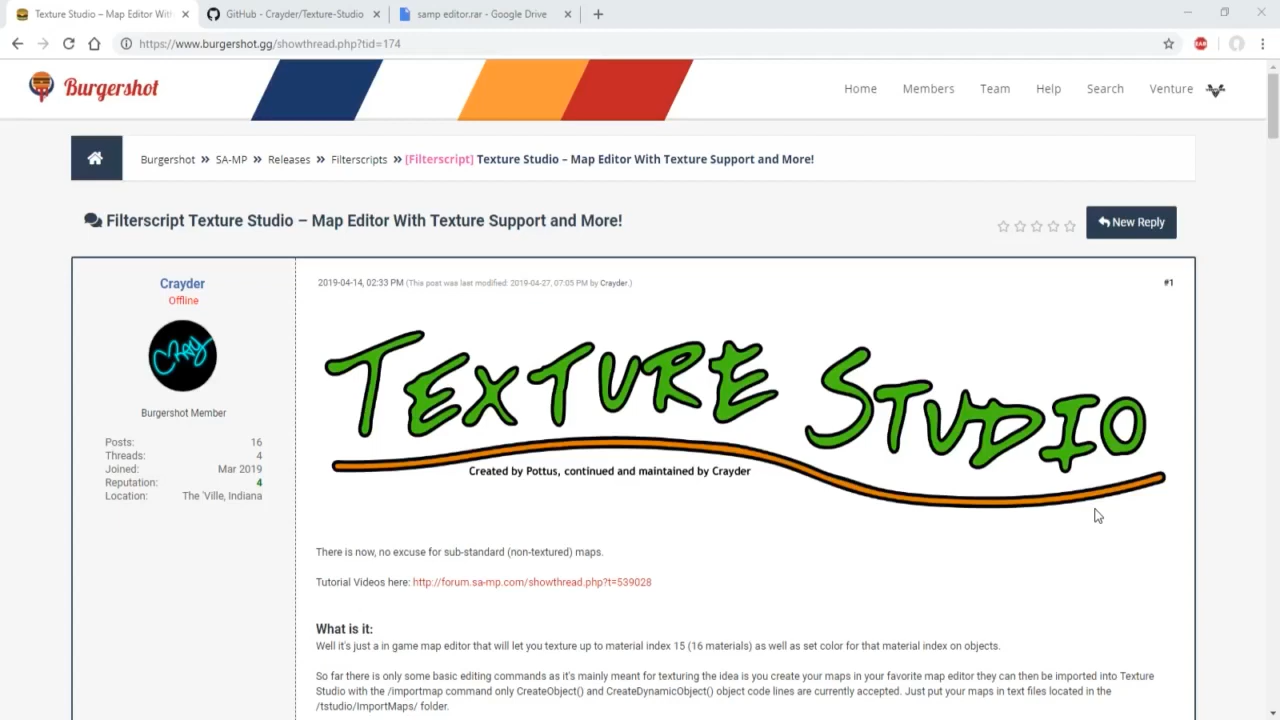 Texture Studio – Map Editor With
GitHub - Crayder/Texture-Studio
samp editor.rar - Google Drive
https://www.burgershot.gg/showthread.php?tid=174
Burgershot
Home
Members
Team
Help
Search
Venture
Burgershot » SA-MP » Releases » Filterscripts » [Filterscript] Texture Studio – Map Editor With Texture Support and More!
Filterscript Texture Studio – Map Editor With Texture Support and More!
New Reply
Crayder
Offline
Burgershot Member
Posts: 16
Threads: 4
Joined: Mar 2019
Reputation: 4
Location: The 'Ville, Indiana
2019-04-14, 02:33 PM (This post was last modified: 2019-04-27, 07:05 PM by Crayder.)
#1
TEXTURE STUDIO
Created by Pottus, continued and maintained by Crayder
There is now, no excuse for sub-standard (non-textured) maps.
Tutorial Videos here: http://forum.sa-mp.com/showthread.php?t=539028
What is it:
Well it's just a in game map editor that will let you texture up to material index 15 (16 materials) as well as set color for that material index on objects.
So far there is only some basic editing commands as it's mainly meant for texturing the idea is you create your maps in your favorite map editor they can then be imported into Texture
Studio with the /importmap command only CreateObject() and CreateDynamicObject() object code lines are currently accepted. Just put your maps in text files located in the
/tstudio/ImportMaps/ folder.